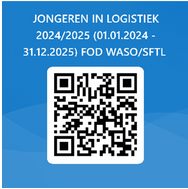 JONGEREN IN LOGISTIEK
2024/2025 (01.01.2024 -
31.12.2025) FOD WASO/SFTL